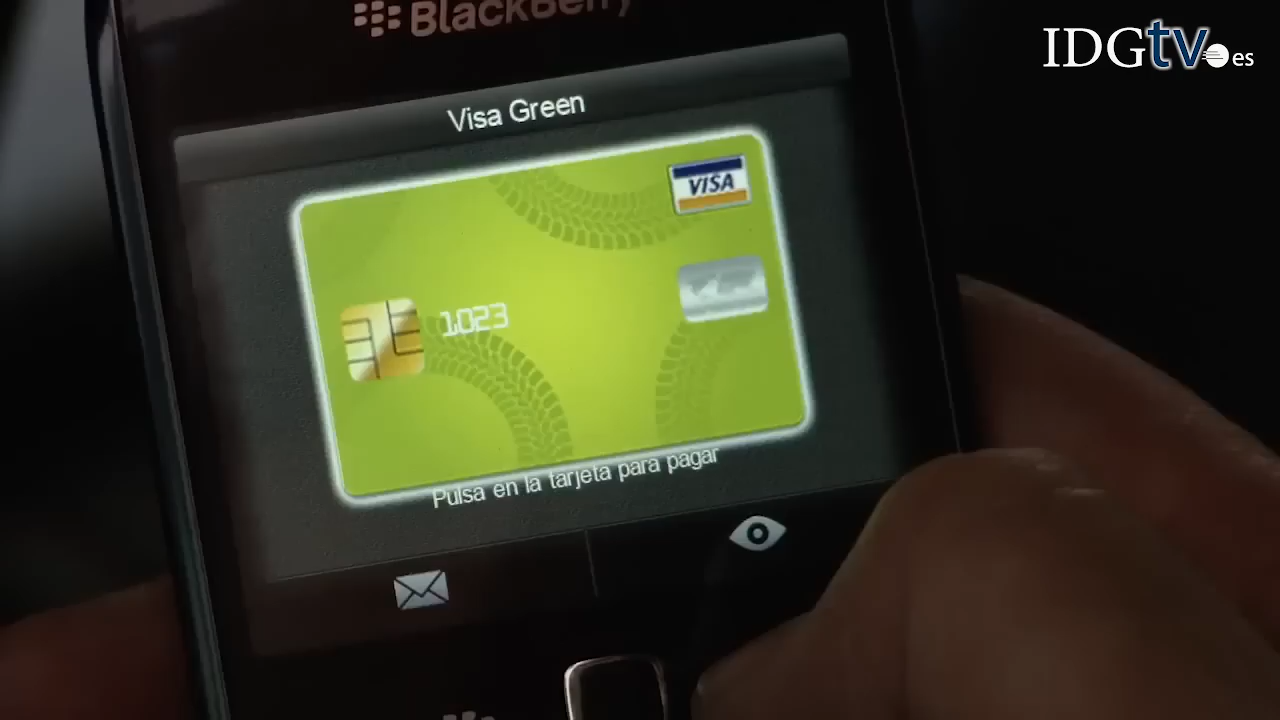 BlackBerry
IDGtv.es
Visa Green
VISA
1023
Pulsa en la tarjeta para pagar